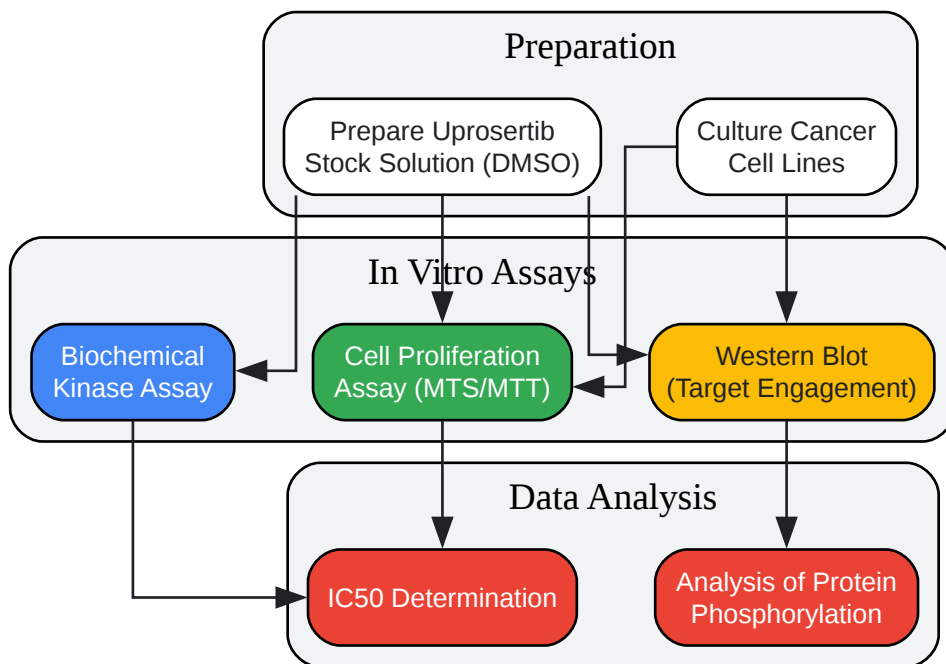 Preparation
Prepare Uprosertib
Stock Solution (DMSO)
Culture Cancer
Cell Lines
In Vitro Assays
Biochemical
Kinase Assay
Cell Proliferation
Assay (MTS/MTT)
Western Blot
(Target Engagement)
Data Analysis
IC50 Determination
Analysis of Protein
Phosphorylation